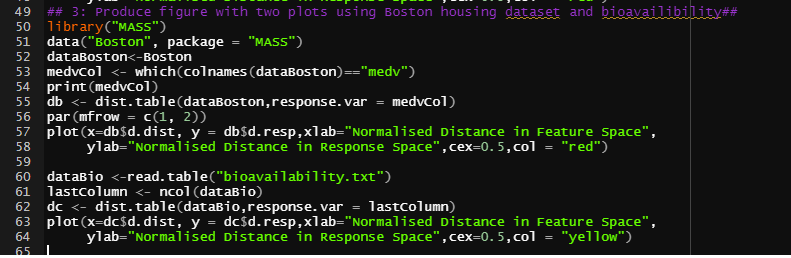 49 ## 3: Produce figure with two plots using Boston housing dataset and bioavailibility##
50 library("MASS")
51 data("Boston", package = "MASS")
52 dataBoston<-Boston
53 medvCol <- which(colnames(dataBoston)=="medv")
54 print(medvCol)
55 db <- dist.table(dataBoston,response.var = medvCol)
56 par(mfrow = c(1, 2))
57 plot(x=db$d.dist, y = db$d.resp,xlab="Normalised Distance in Feature Space",
58 ylab="Normalised Distance in Response Space",cex=0.5,col = "red")
59
60 dataBio <-read.table("bioavailability.txt")
61 lastColumn <- ncol(dataBio)
62 dc <- dist.table(dataBio,response.var = lastColumn)
63 plot(x=dc$d.dist, y = dc$d.resp,xlab="Normalised Distance in Feature Space",
64 ylab="Normalised Distance in Response Space",cex=0.5,col = "yellow")
65